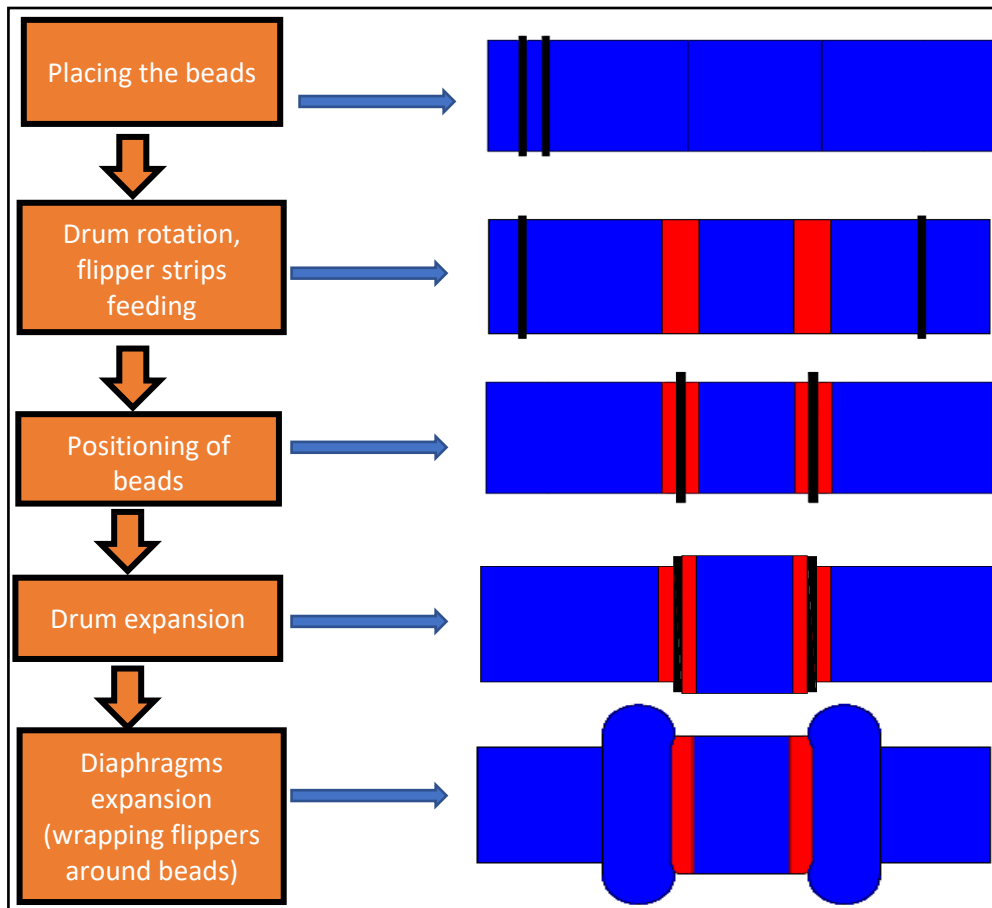 Placing the beads
Drum rotation,
flipper strips
feeding
Positioning of
beads
Drum expansion
Diaphragms
expansion
(wrapping flippers
around beads)